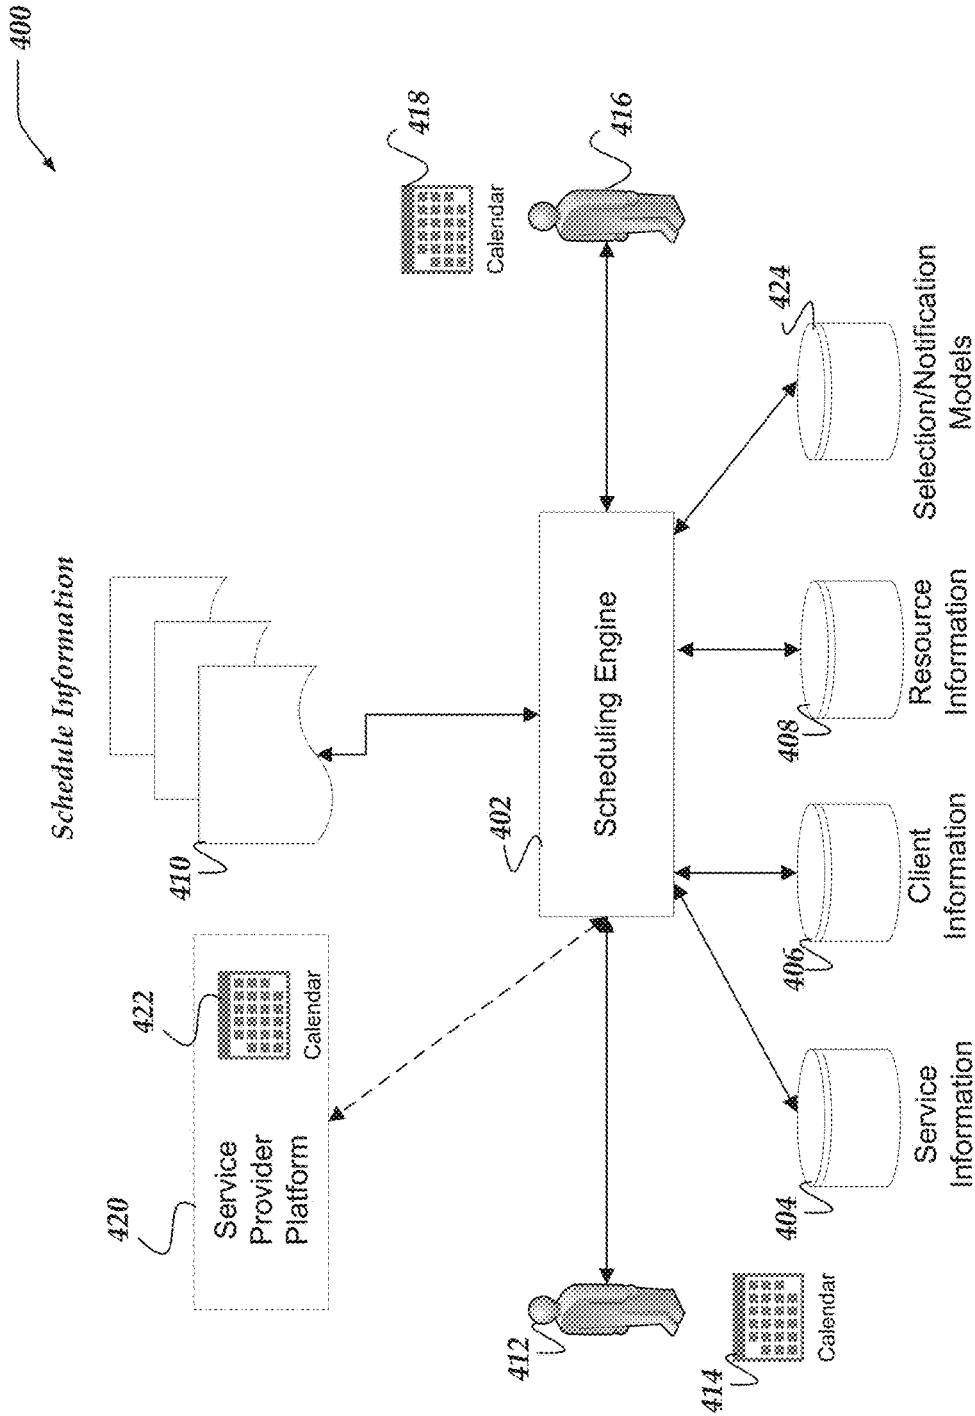 400
Schedule Information
410
420
Service
Provider
Platform
422
Calendar
418
Calendar
402
Scheduling Engine
412
416
414
Calendar
404
Service
Information
406
Client
Information
408
Resource
Information
424
Selection/Notification
Models